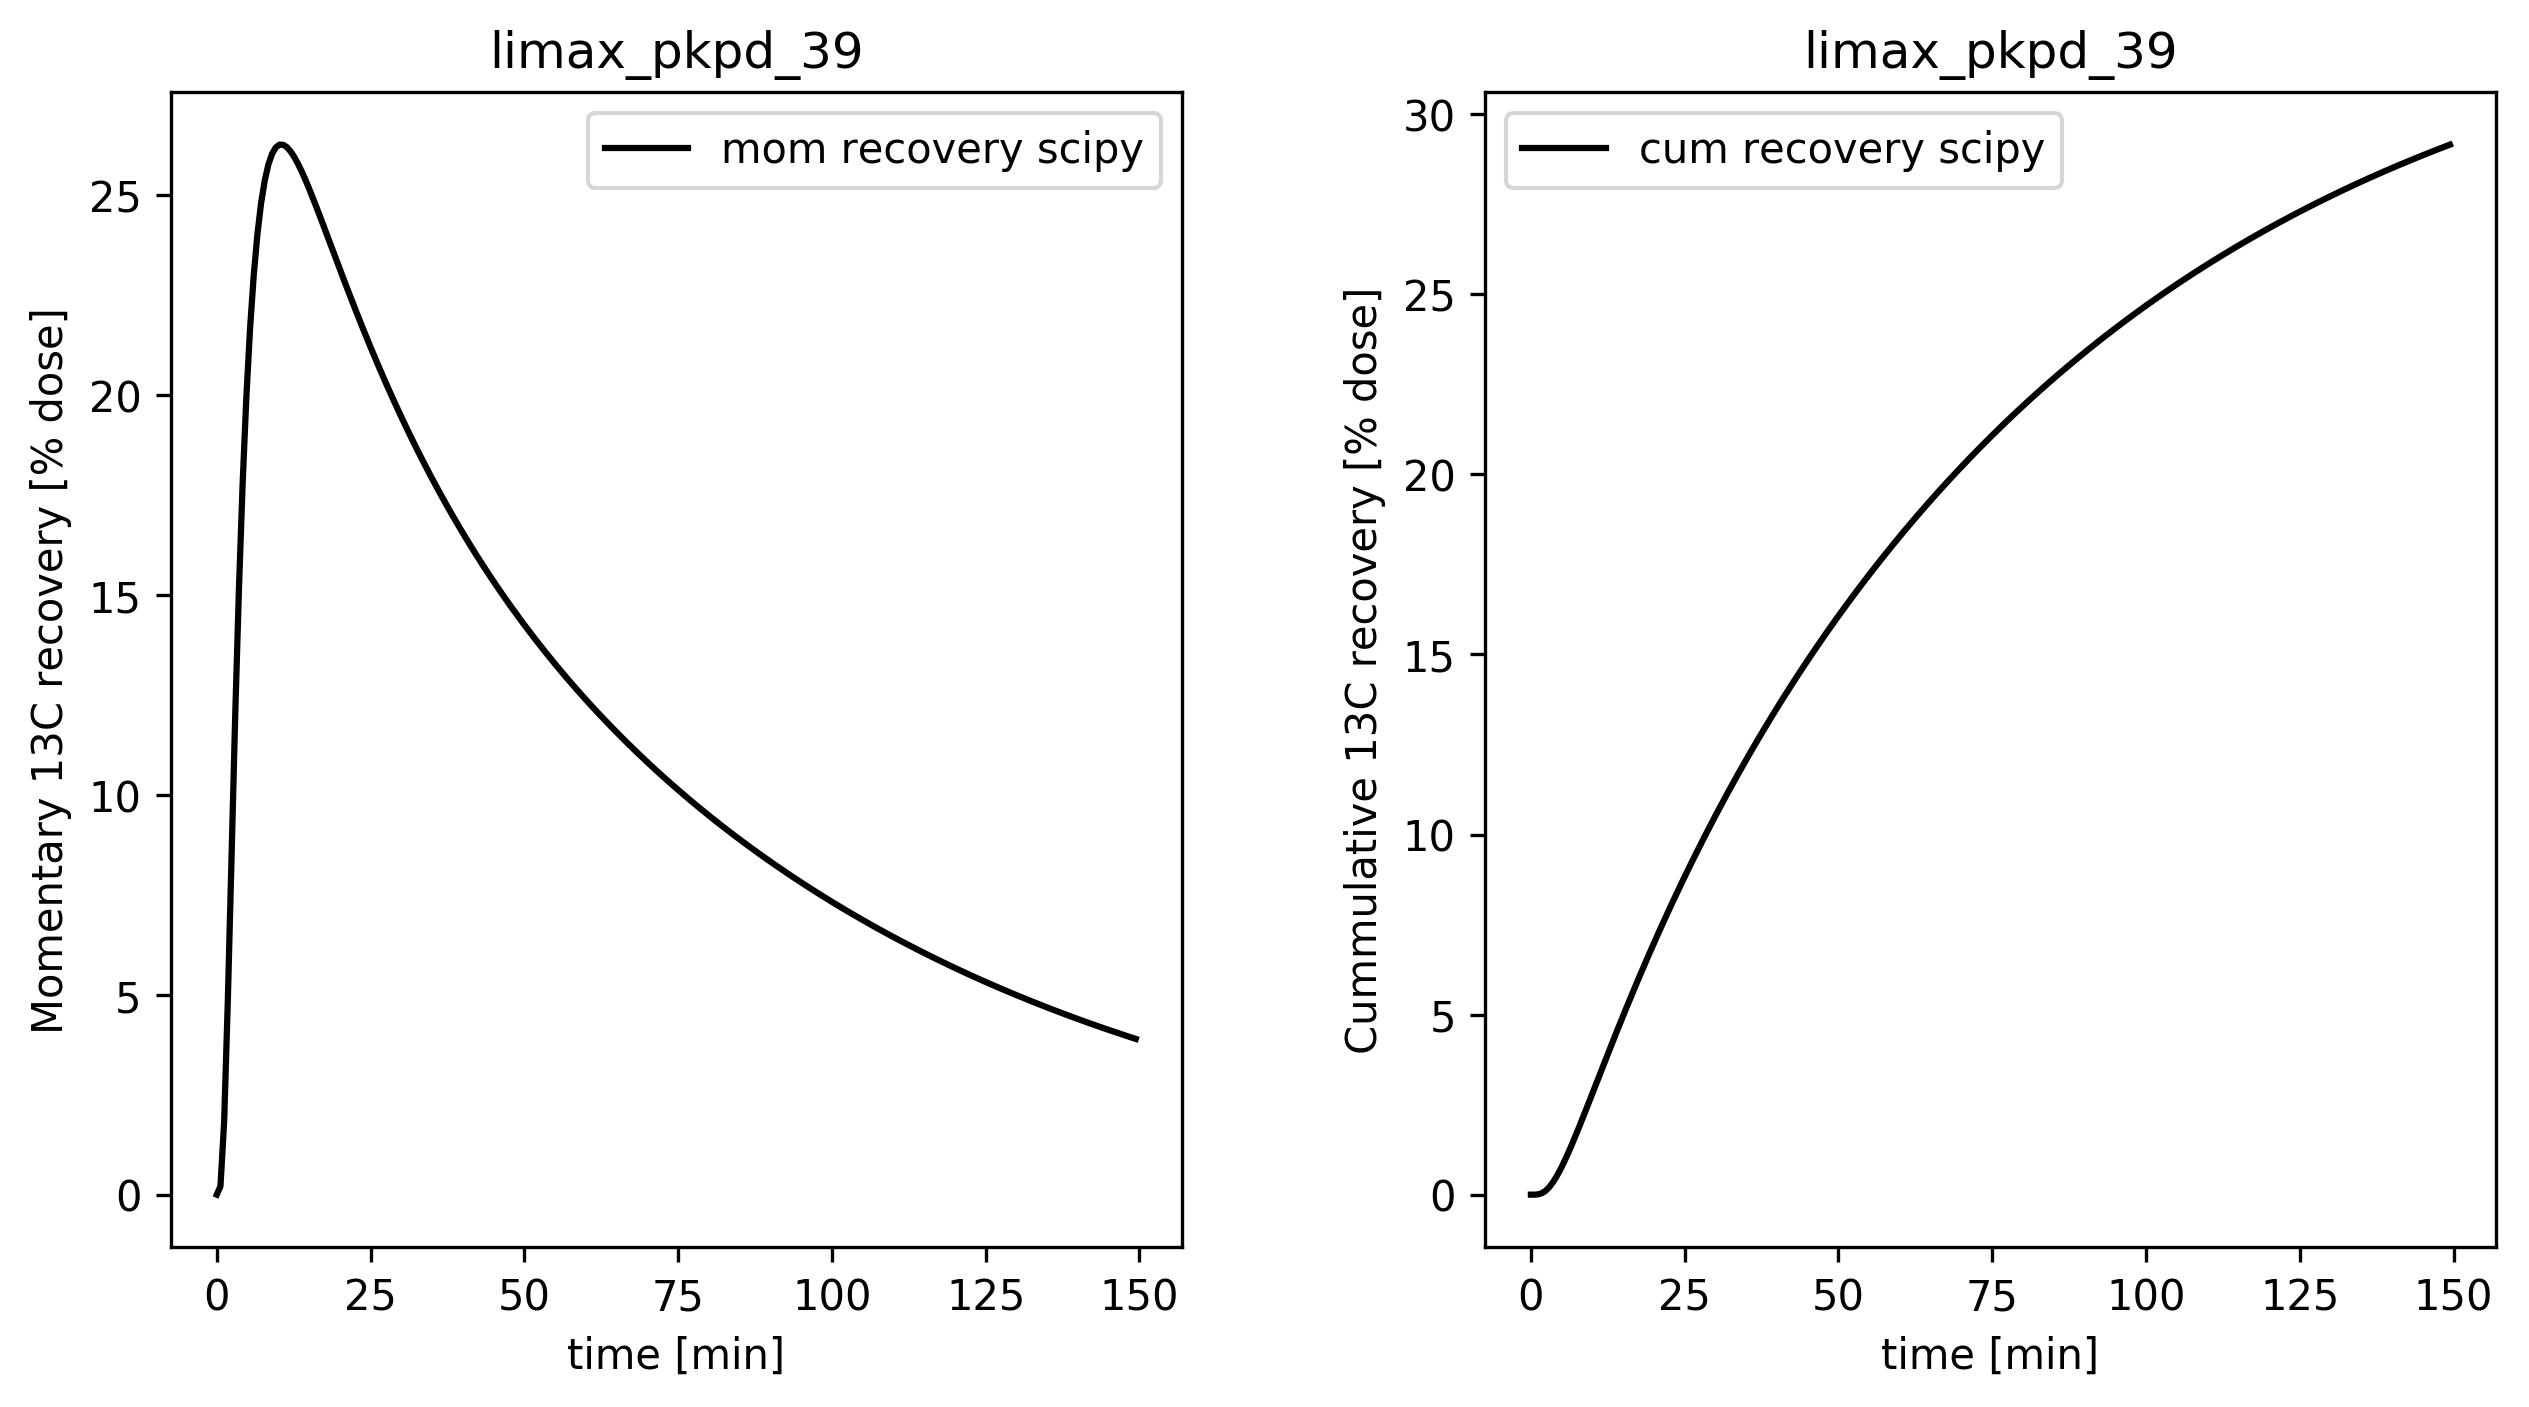 limax_pkpd_39
mom recovery scipy
Momentary 13C recovery [% dose]
25
20
15
10
5
0
0 25 50 75 100 125 150
time [min]
limax_pkpd_39
cum recovery scipy
Cummulative 13C recovery [% dose]
30
25
20
15
10
5
0
0 25 50 75 100 125 150
time [min]